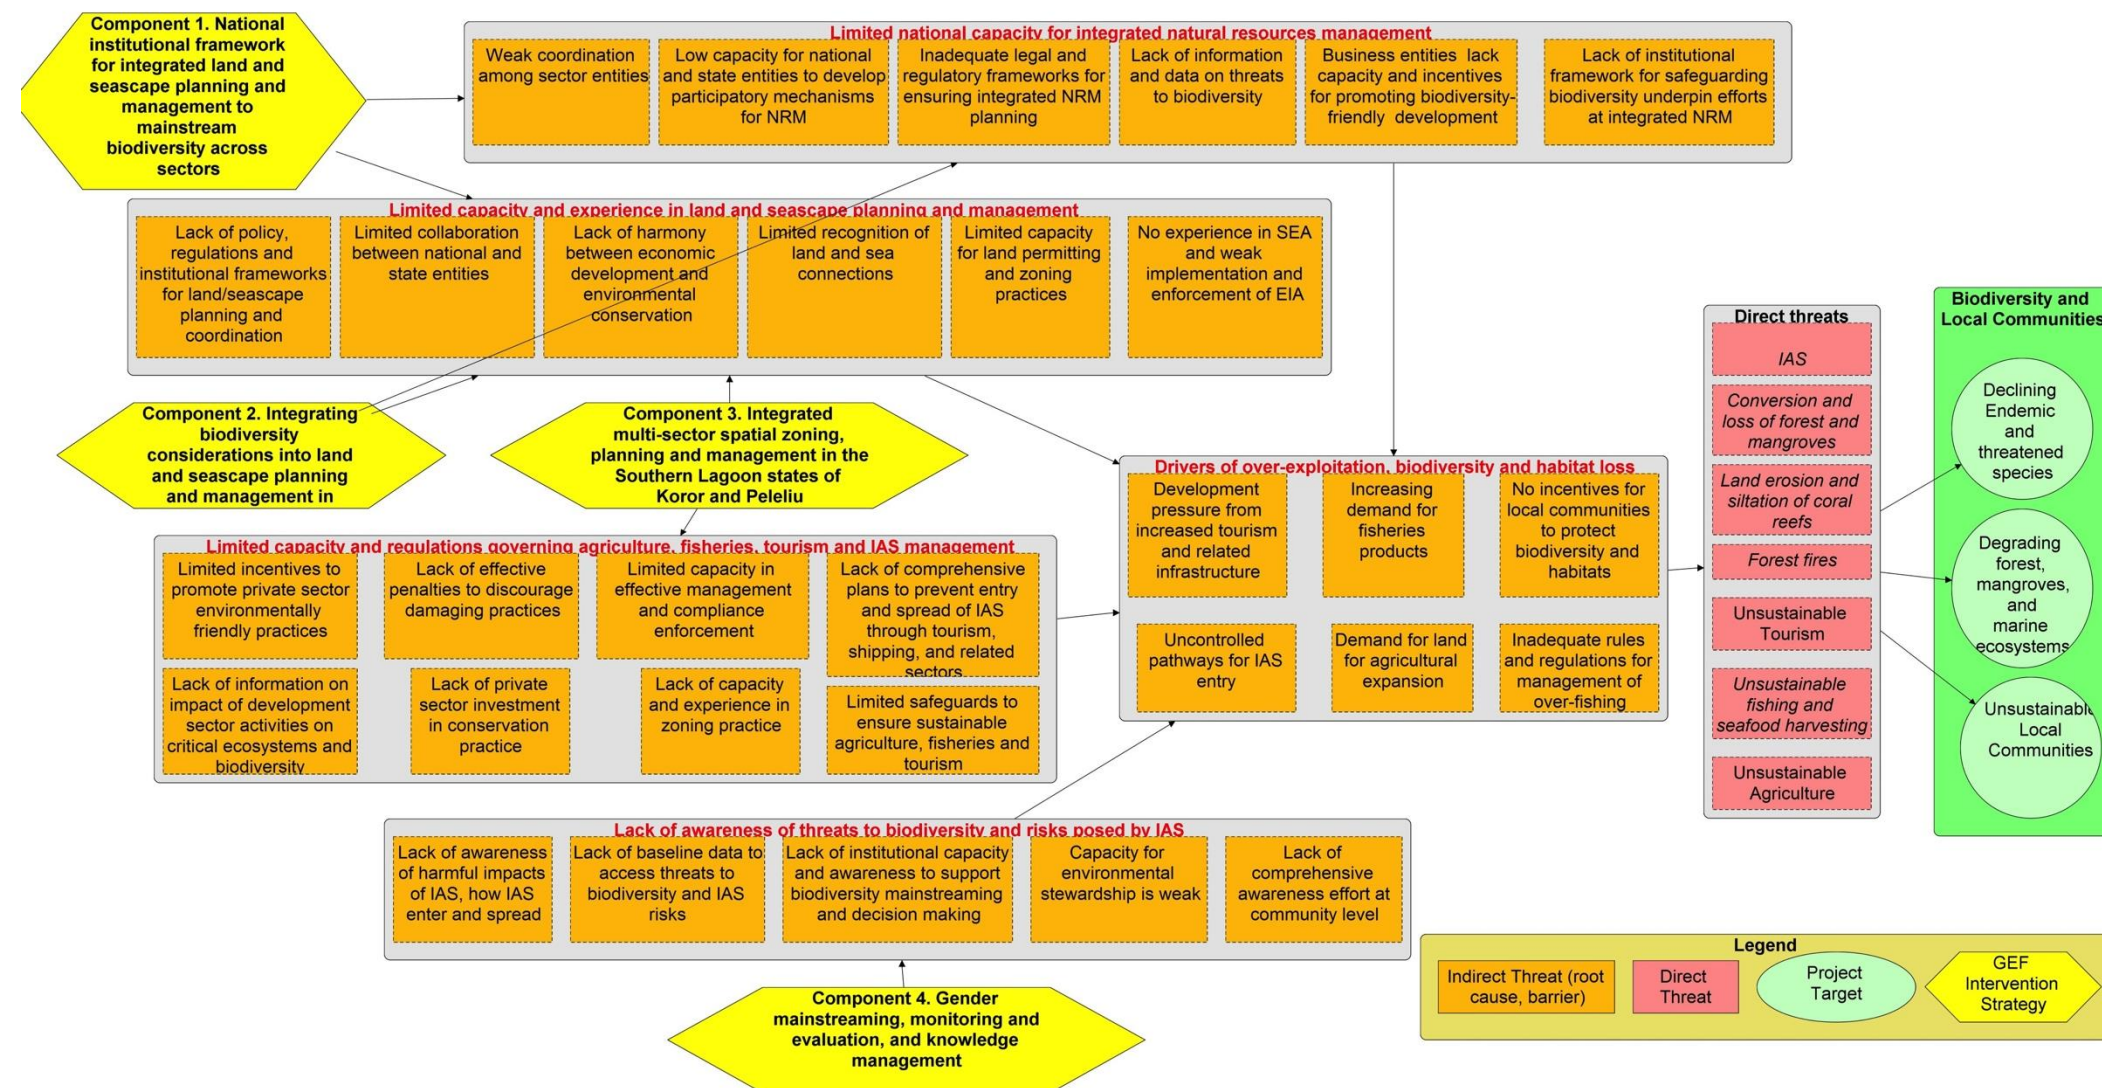 Component 1. National
institutional framework
for integrated land and
seascape planning and
management to
mainstream
biodiversity across
sectors
Limited national capacity for integrated natural resources management
Weak coordination
among sector entities
Low capacity for national
and state entities to develop
participatory mechanisms
for NRM
Inadequate legal and
regulatory frameworks for
ensuring integrated NRM
planning
Lack of information
and data on threats
to biodiversity
Business entities lack
capacity and incentives
for promoting biodiversity-
friendly development
Lack of institutional
framework for safeguarding
biodiversity underpin efforts
at integrated NRM
Limited capacity and experience in land and seascape planning and management
Lack of policy,
regulations and
institutional frameworks
for land/seascape
planning and
coordination
Limited collaboration
between national and
state entities
Lack of harmony
between economic
development and
environmental
conservation
Limited recognition of
land and sea
connections
Limited capacity
for land permitting
and zoning
practices
No experience in SEA
and weak
implementation and
enforcement of EIA
Component 2. Integrating
biodiversity
considerations into land
and seascape planning
and management in
Component 3. Integrated
multi-sector spatial zoning,
planning and management in the
Southern Lagoon states of
Koror and Peleliu
Limited capacity and regulations governing agriculture, fisheries, tourism and IAS management
Limited incentives to
promote private sector
environmentally
friendly practices
Lack of effective
penalties to discourage
damaging practices
Limited capacity in
effective management
and compliance
enforcement
Lack of comprehensive
plans to prevent entry
and spread of IAS
through tourism,
shipping, and related
sectors
Lack of information on
impact of development
sector activities on
critical ecosystems and
biodiversity
Lack of private
sector investment
in conservation
practice
Lack of capacity
and experience in
zoning practice
Limited safeguards to
ensure sustainable
agriculture, fisheries and
tourism
Drivers of over-exploitation, biodiversity and habitat loss
Development
pressure from
increased tourism
and related
infrastructure
Increasing
demand for
fisheries
products
No incentives for
local communities
to protect
biodiversity and
habitats
Uncontrolled
pathways for IAS
entry
Demand for land
for agricultural
expansion
Inadequate rules
and regulations for
management of
over-fishing
Lack of awareness of threats to biodiversity and risks posed by IAS
Lack of awareness
of harmful impacts
of IAS, how IAS
enter and spread
Lack of baseline data to
access threats to
biodiversity and IAS
risks
Lack of institutional capacity
and awareness to support
biodiversity mainstreaming
and decision making
Capacity for
environmental
stewardship is weak
Lack of
comprehensive
awareness effort at
community level
Component 4. Gender
mainstreaming, monitoring and
evaluation, and knowledge
management
Direct threats
IAS
Conversion and
loss of forest and
mangroves
Land erosion and
siltation of coral
reefs
Forest fires
Unsustainable
Tourism
Unsustainable
fishing and
seafood harvesting
Unsustainable
Agriculture
Biodiversity and
Local Communities
Declining
Endemic
and
threatened
species
Degrading
forest,
mangroves,
and
marine
ecosystems
Unsustainable
Local
Communities
Legend
Indirect Threat (root
cause, barrier)
Direct
Threat
Project
Target
GEF
Intervention
Strategy